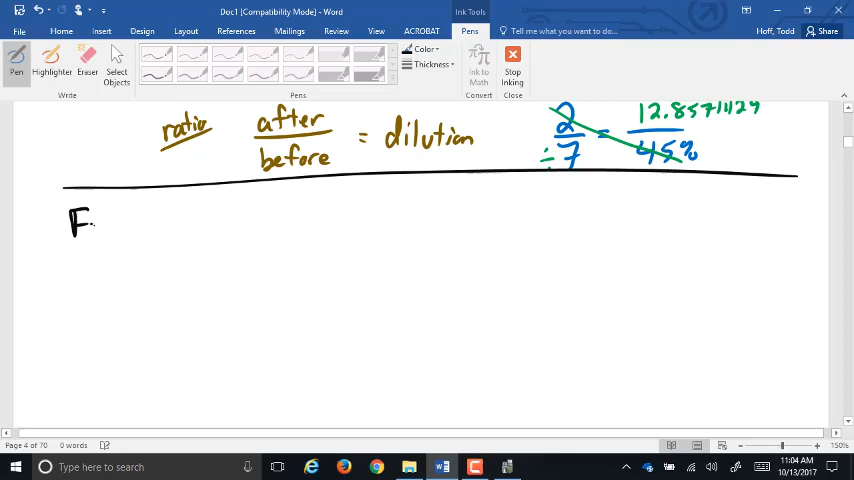 Doc1 [Compatibility Mode] - Word
Ink Tools
Hoff, Todd
File Home Insert Design Layout References Mailings Review View ACROBAT Pens Tell me what you want to do... Share
Pen Highlighter Eraser Select Objects
Color
Thickness
Ink to Math
Stop Inking
Write Pens Convert Close
ratio after = dilution 2 = 12.8571429
before ÷ 7 45%
F
Page 4 of 70 0 words 150%
Type here to search
11:04 AM
10/13/2017